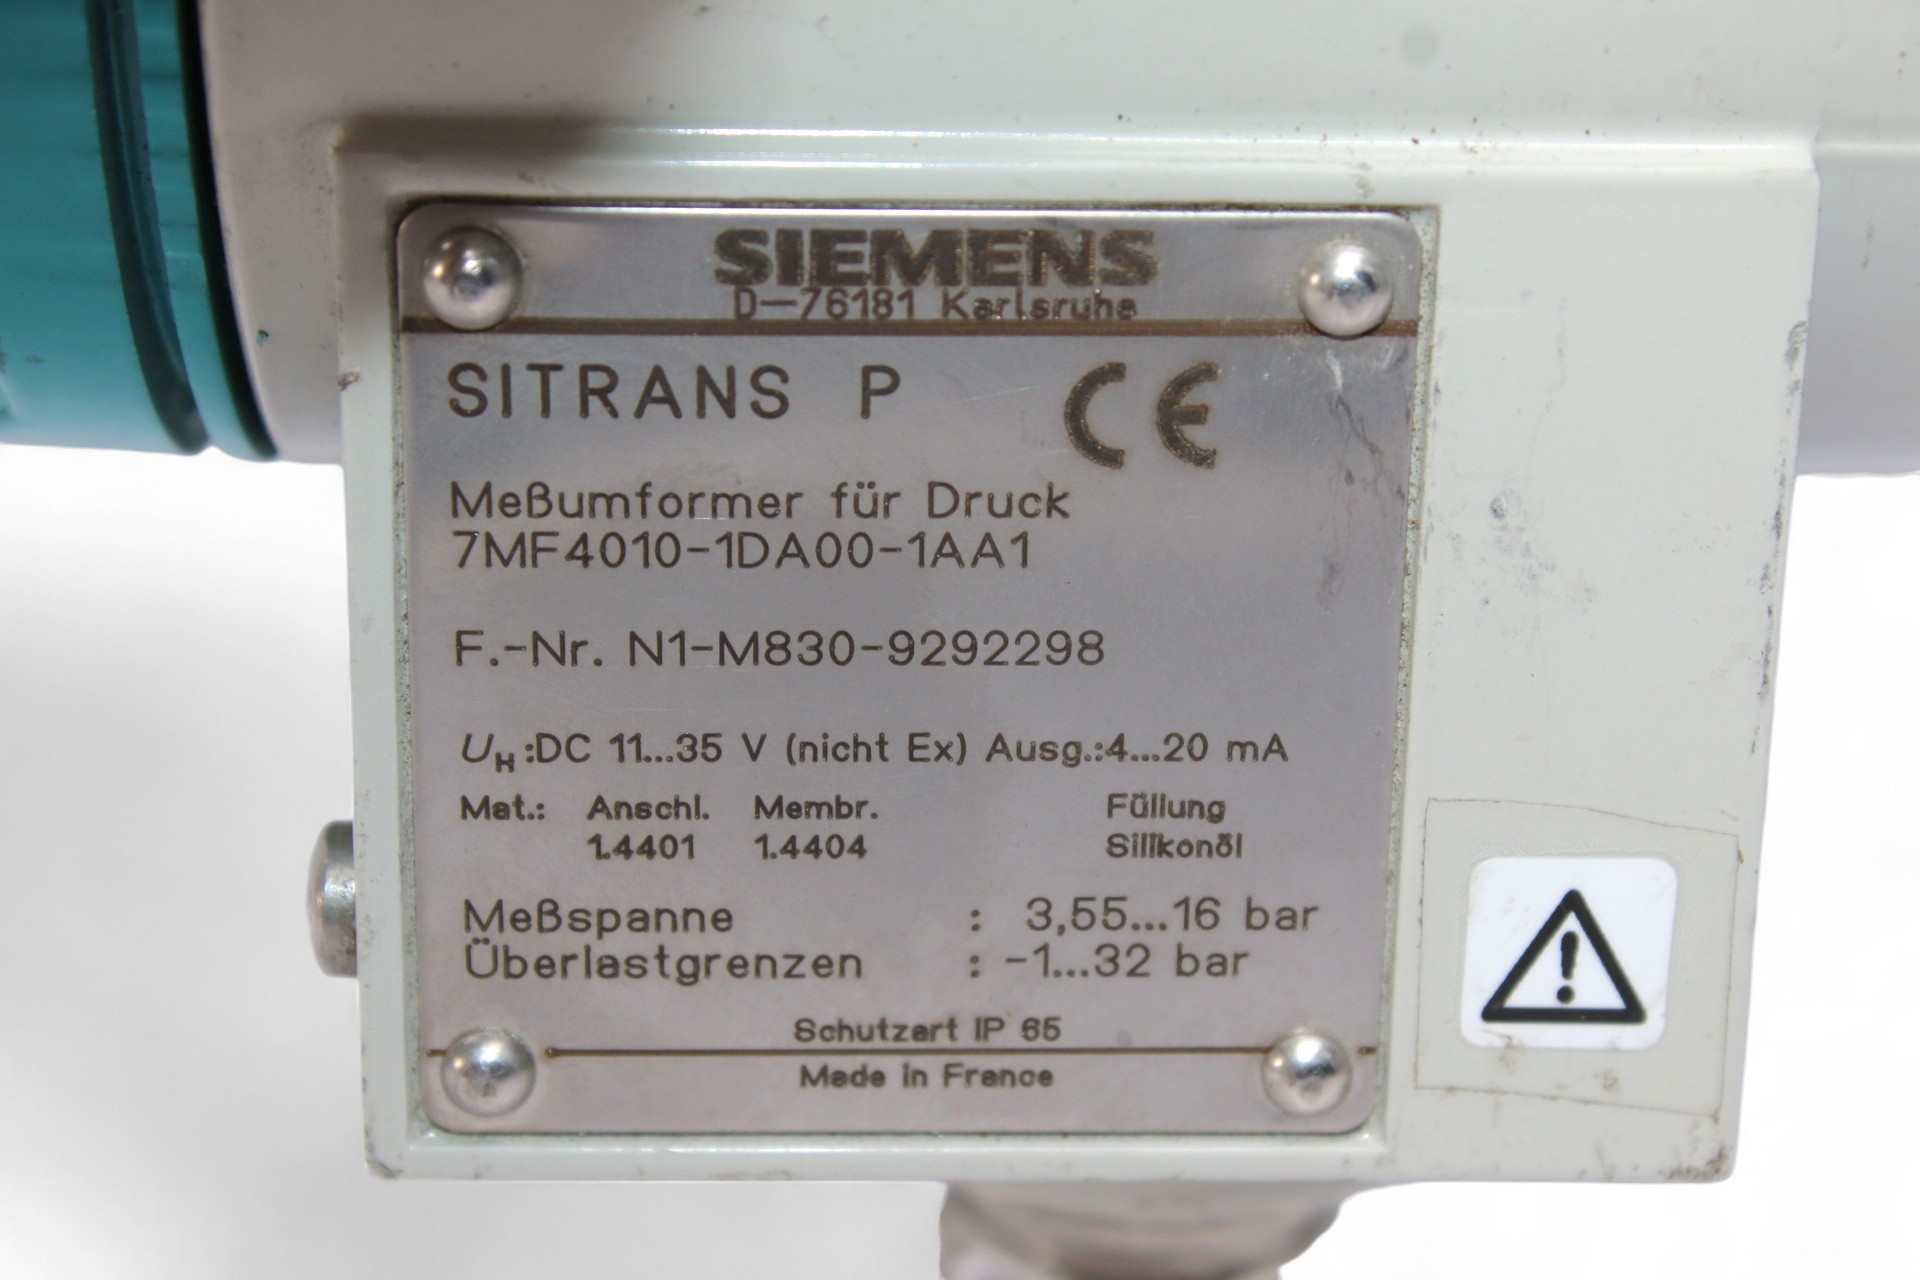 SIEMENS
D-76181 Karlsruhe
SITRANS P CE
Meßumformer für Druck
7MF4010-1DA00-1AA1
F.-Nr. N1-M830-9292298
UH:DC 11...35 V (nicht Ex) Ausg.:4...20 mA
Mat.: Anschl. Membr. Füllung
1.4401 1.4404 Silikonöl
Meßspanne : 3,55...16 bar
Überlastgrenzen : -1...32 bar
Schutzart IP 65
Made in France